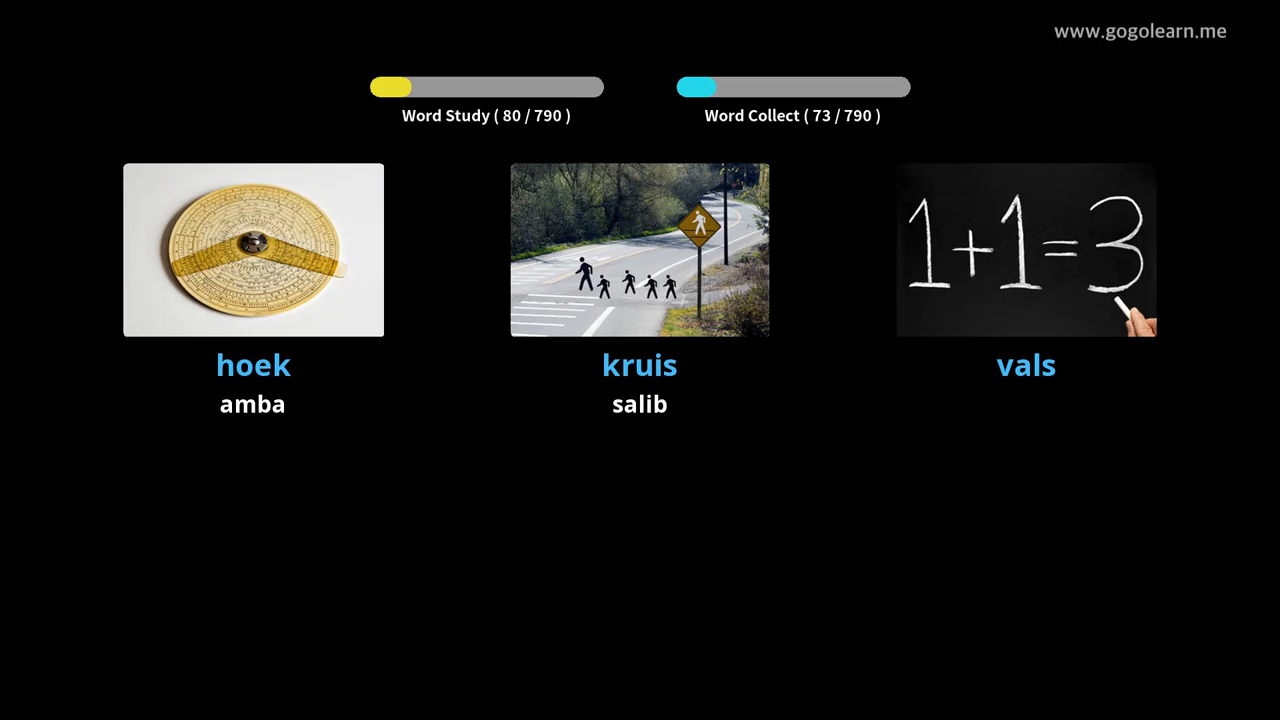 www.gogolearn.me
Word Study ( 80 / 790 )
Word Collect ( 73 / 790 )
1+1=3
hoek
kruis
vals
amba
salib